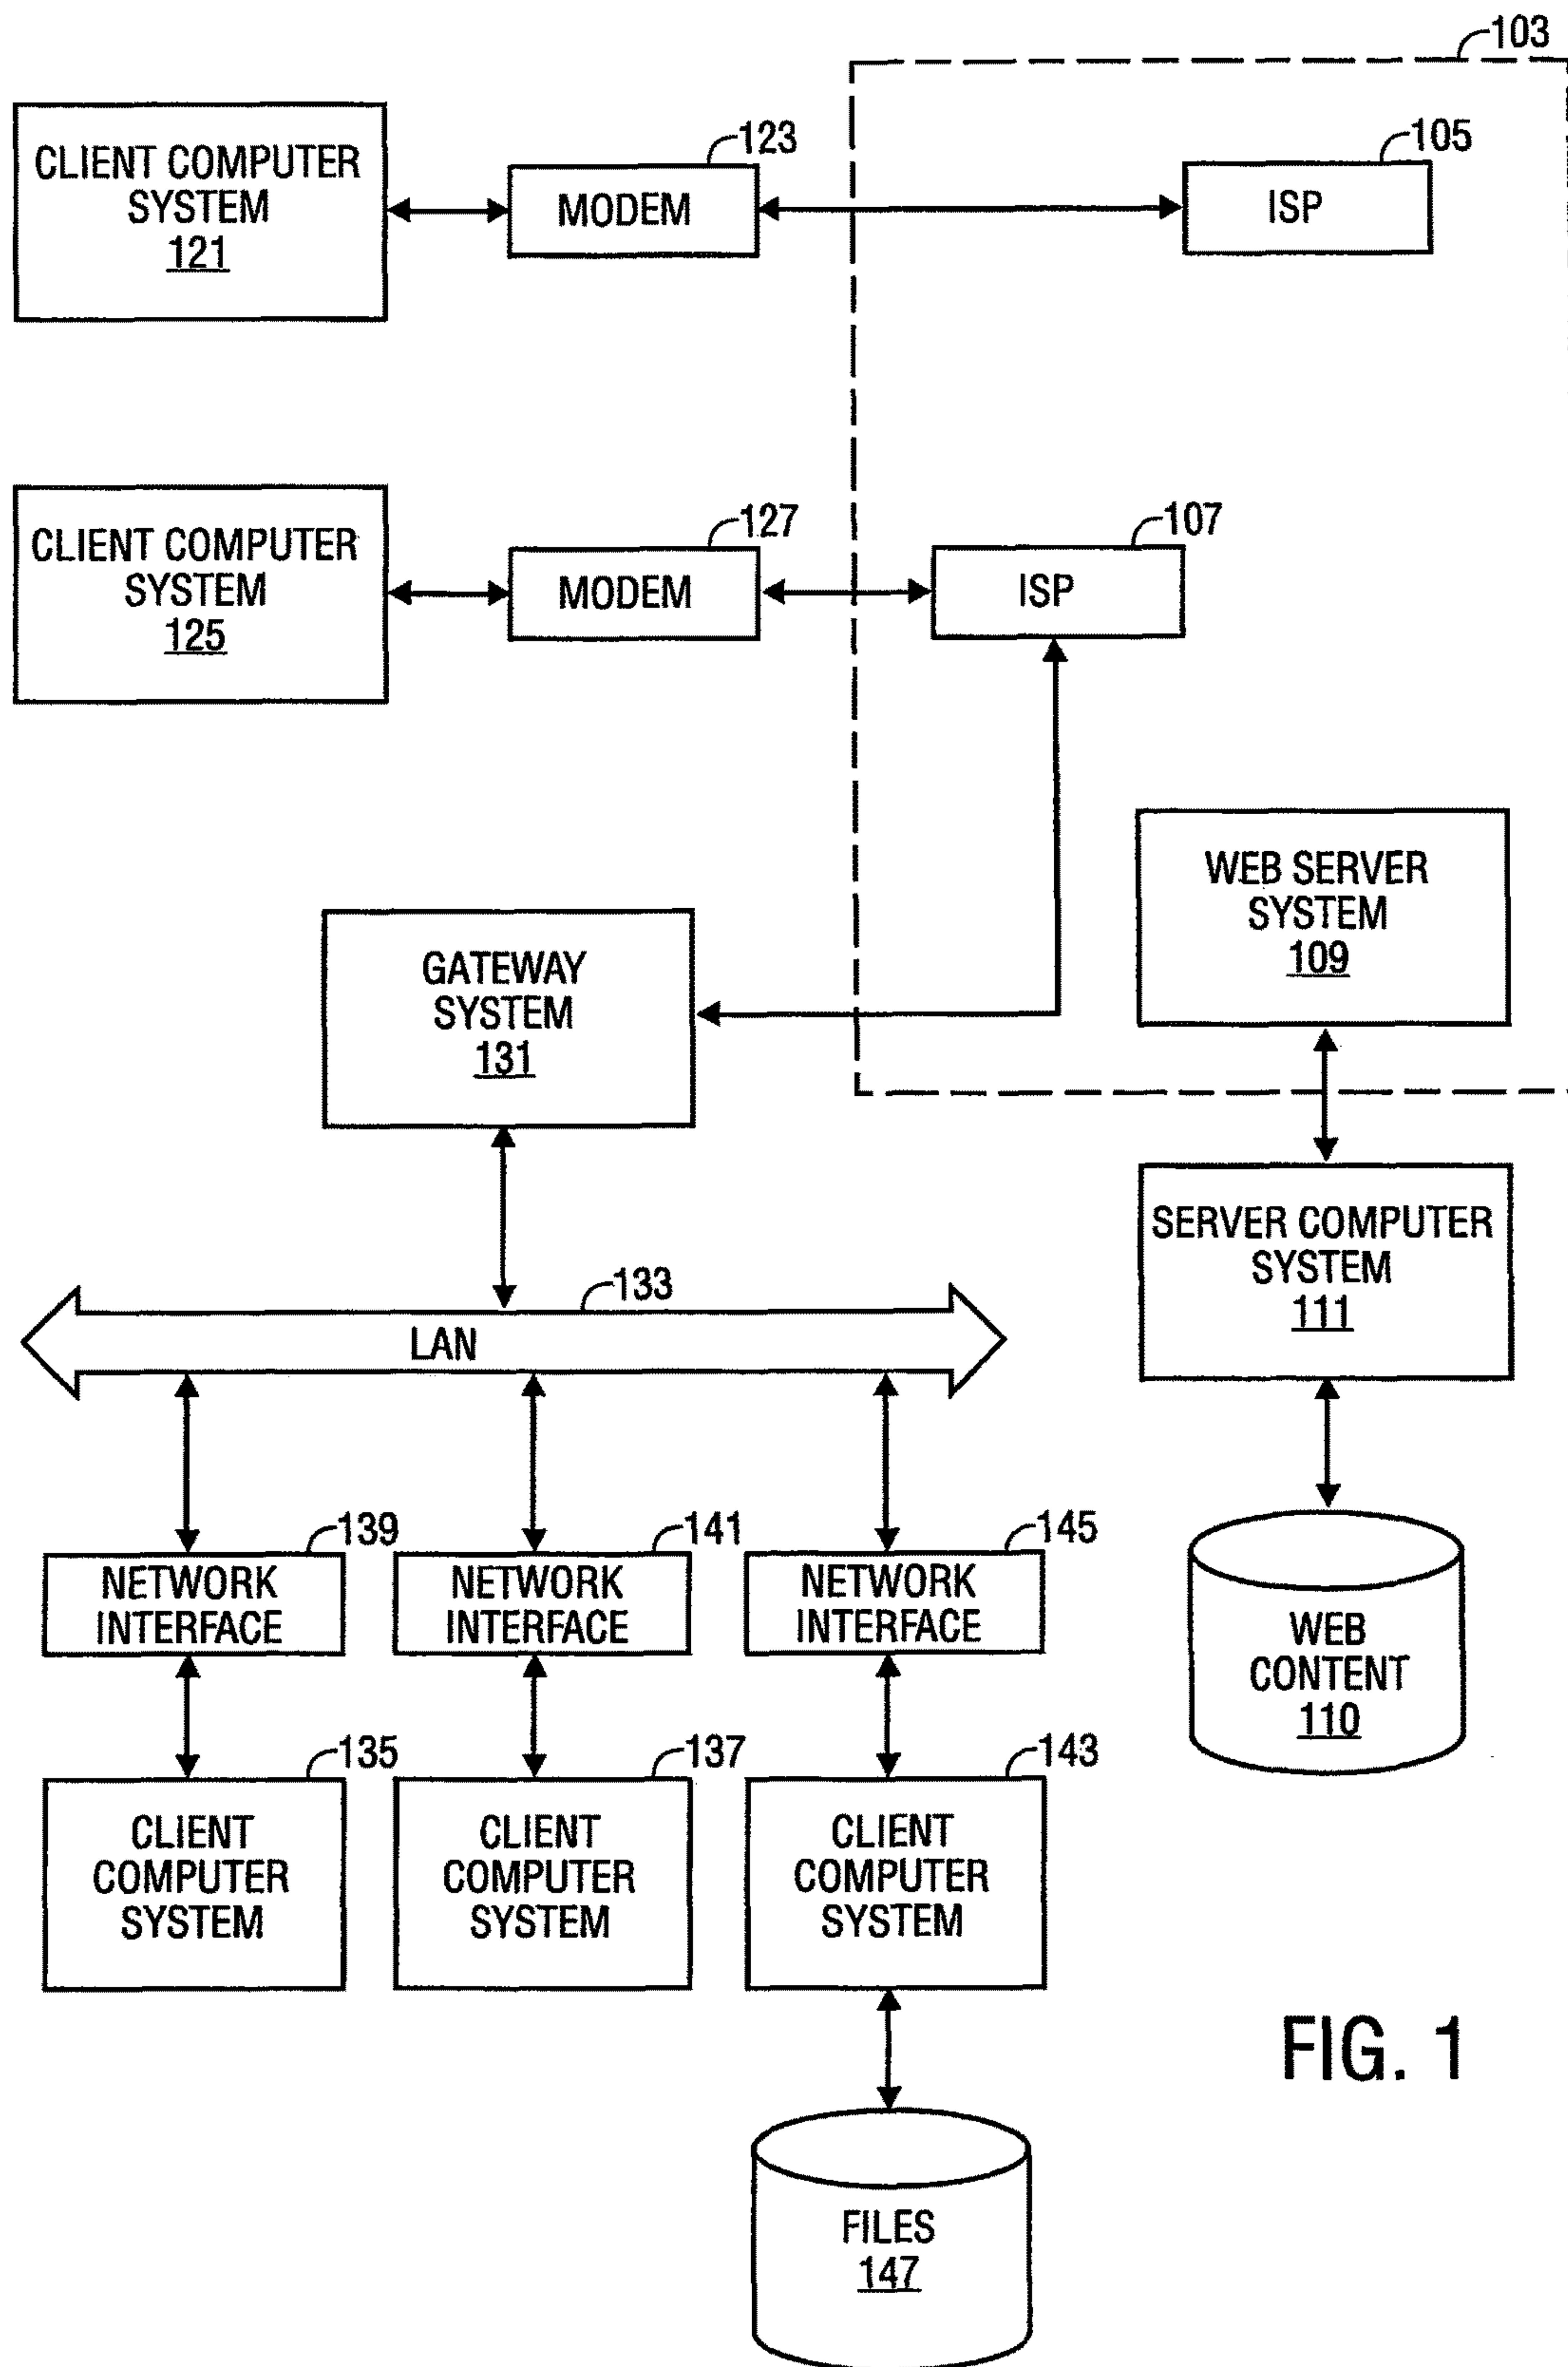 103
CLIENT COMPUTER
SYSTEM
121
123
MODEM
105
ISP
CLIENT COMPUTER
SYSTEM
125
127
MODEM
107
ISP
WEB SERVER
SYSTEM
109
GATEWAY
SYSTEM
131
SERVER COMPUTER
SYSTEM
111
133
LAN
139
NETWORK
INTERFACE
141
NETWORK
INTERFACE
145
NETWORK
INTERFACE
WEB
CONTENT
110
135
CLIENT
COMPUTER
SYSTEM
137
CLIENT
COMPUTER
SYSTEM
143
CLIENT
COMPUTER
SYSTEM
FIG. 1
FILES
147